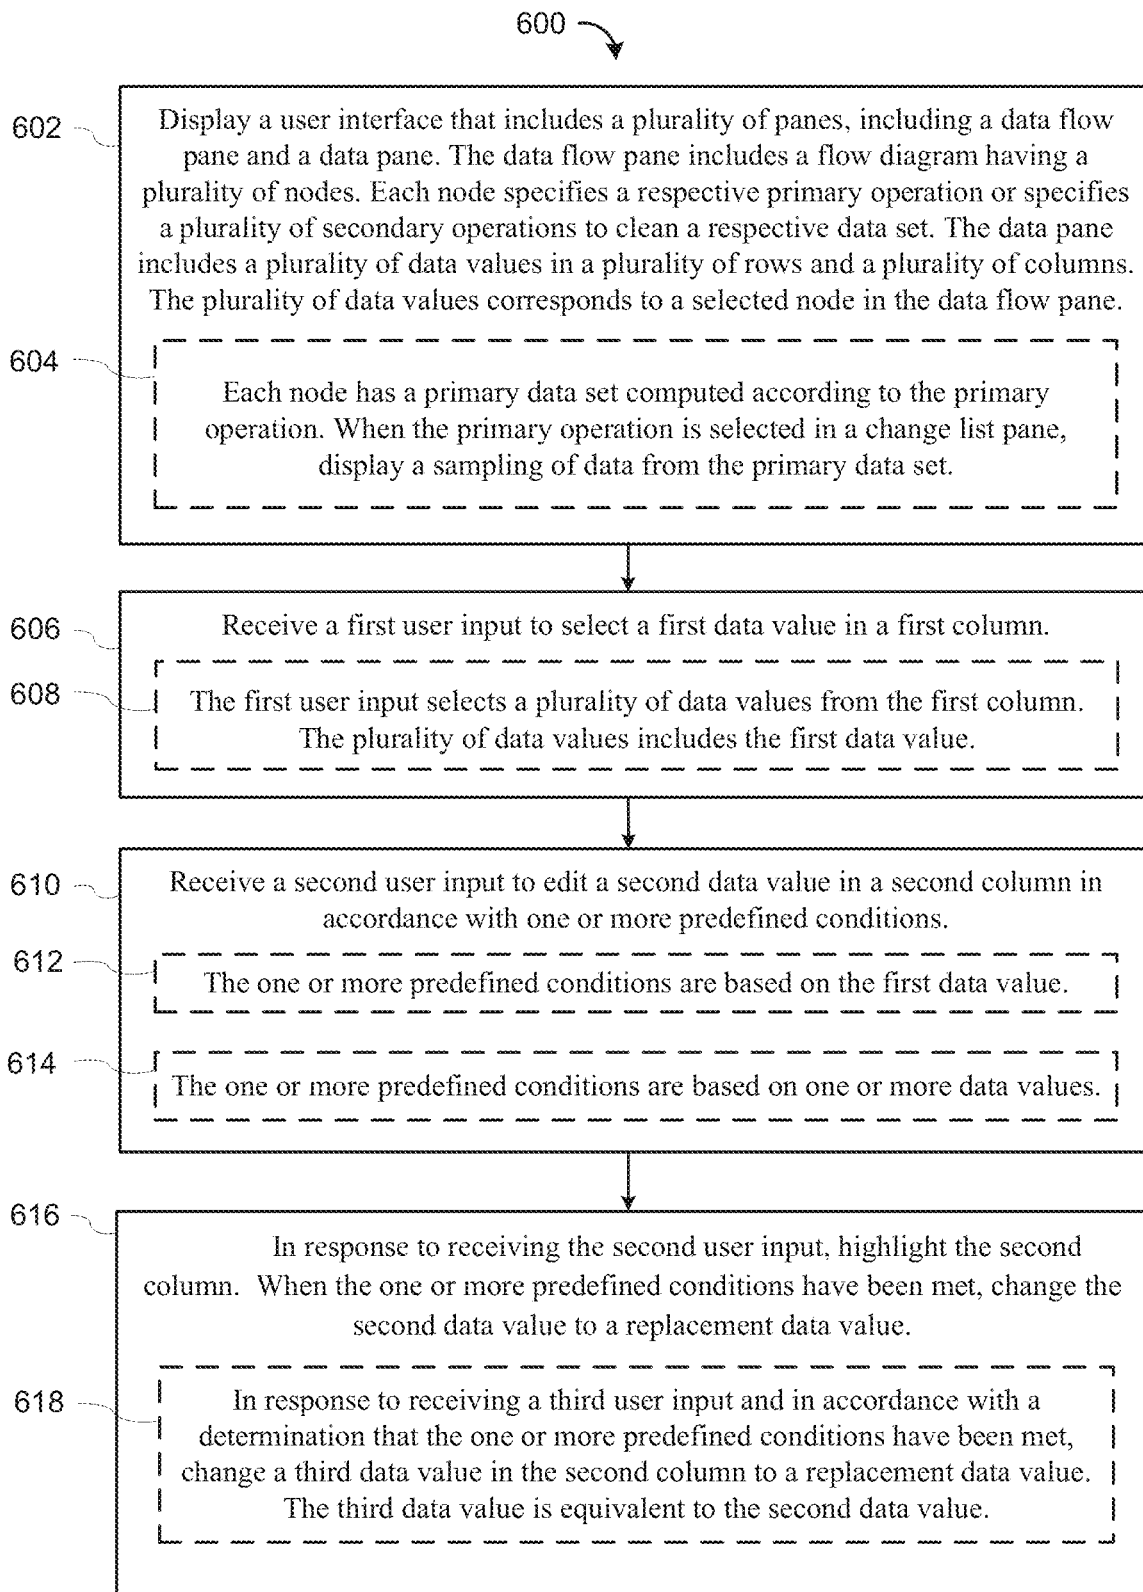 600
602
Display a user interface that includes a plurality of panes, including a data flow
pane and a data pane. The data flow pane includes a flow diagram having a
plurality of nodes. Each node specifies a respective primary operation or specifies
a plurality of secondary operations to clean a respective data set. The data pane
includes a plurality of data values in a plurality of rows and a plurality of columns.
The plurality of data values corresponds to a selected node in the data flow pane.
604
Each node has a primary data set computed according to the primary
operation. When the primary operation is selected in a change list pane,
display a sampling of data from the primary data set.
606
Receive a first user input to select a first data value in a first column.
608
The first user input selects a plurality of data values from the first column.
The plurality of data values includes the first data value.
610
Receive a second user input to edit a second data value in a second column in
accordance with one or more predefined conditions.
612
The one or more predefined conditions are based on the first data value.
614
The one or more predefined conditions are based on one or more data values.
616
In response to receiving the second user input, highlight the second
column. When the one or more predefined conditions have been met, change the
second data value to a replacement data value.
618
In response to receiving a third user input and in accordance with a
determination that the one or more predefined conditions have been met,
change a third data value in the second column to a replacement data value.
The third data value is equivalent to the second data value.